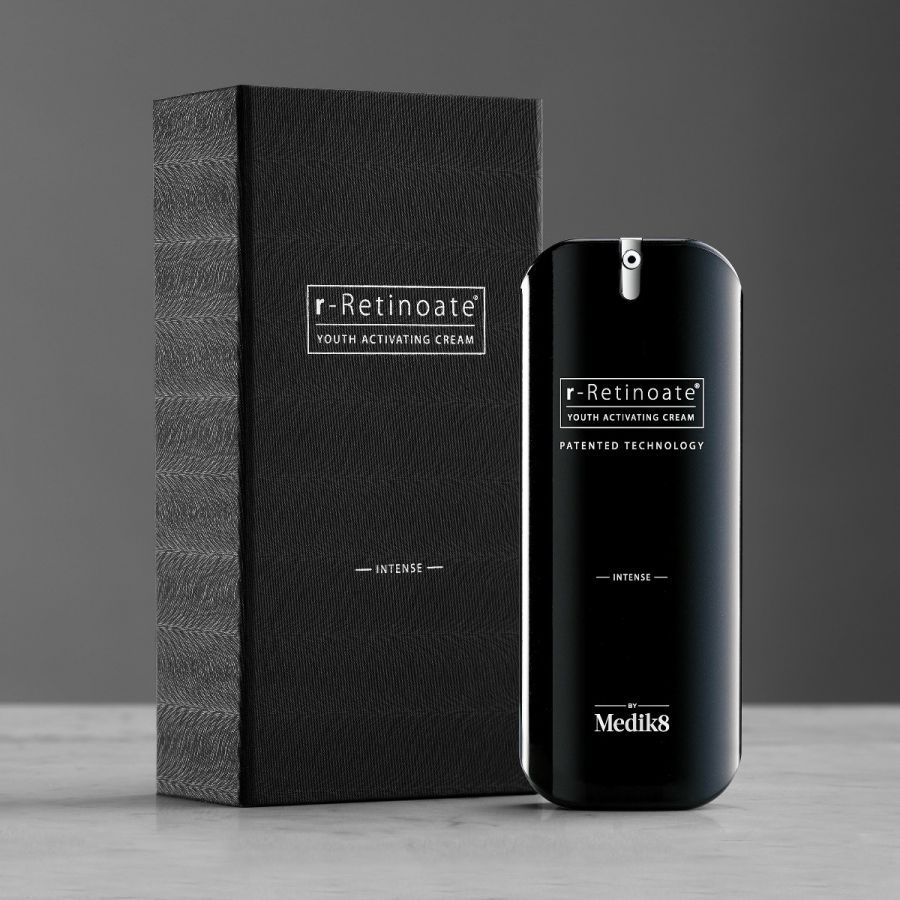 r-Retinoate®
YOUTH ACTIVATING CREAM
INTENSE
r-Retinoate®
YOUTH ACTIVATING CREAM
PATENTED TECHNOLOGY
INTENSE
BY
Medik8